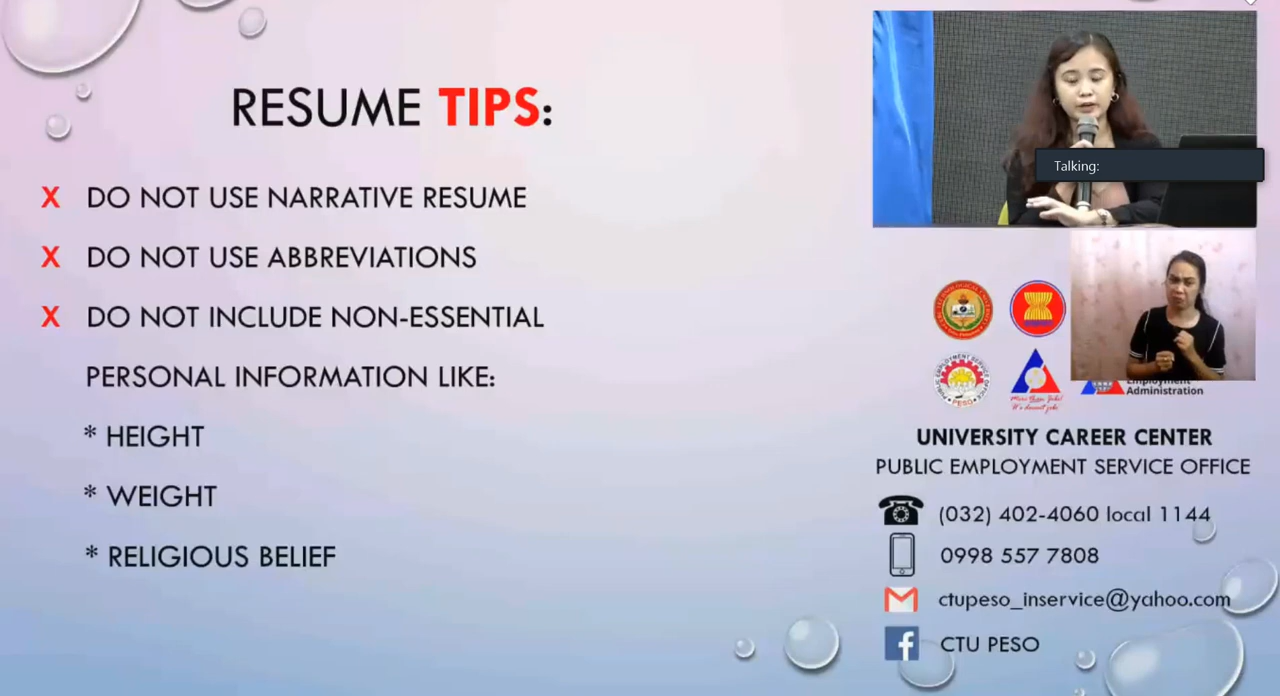 RESUME TIPS:
X DO NOT USE NARRATIVE RESUME
X DO NOT USE ABBREVIATIONS
X DO NOT INCLUDE NON-ESSENTIAL
PERSONAL INFORMATION LIKE:
* HEIGHT
* WEIGHT
* RELIGIOUS BELIEF
Talking:
PESO
Administration
UNIVERSITY CAREER CENTER
PUBLIC EMPLOYMENT SERVICE OFFICE
(032) 402-4060 local 1144
0998 557 7808
ctupeso_inservice@yahoo.com
CTU PESO